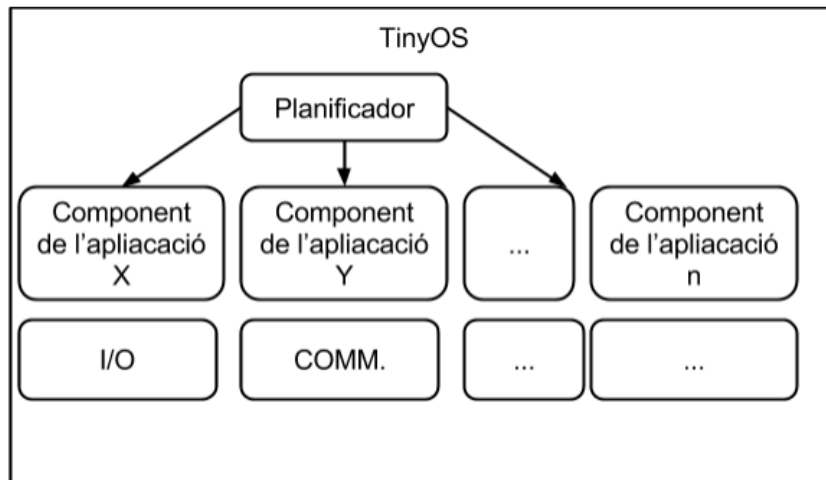 TinyOS
Planificador
Component
de l'apliacació
X
Component
de l'apliacació
Y
...
Component
de l'apliacació
n
I/O
COMM.
...
...